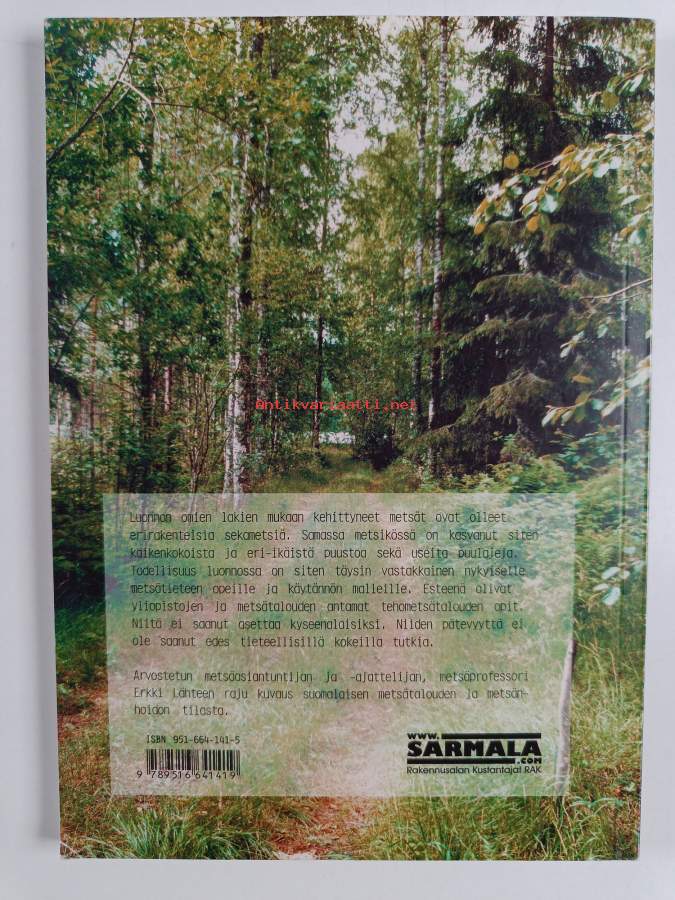 Antikvariaatti.net
Luonnon omien lakien mukaan kehittyneet metsät ovat olleet
erirakenteisia sekametsiä. Samassa metsikössä on kasvanut siten
kaikenkokoista ja eri-ikäistä puustoa sekä useita puulajeja.
Todellisuus luonnossa on siten täysin vastakkainen nykyiselle
metsätieteen opeille ja käytännön malleille. Esteenä olivat
yliopistojen ja metsätalouden antamat tehometsätalouden opit.
Niitä ei saanut asettaa kyseenalaisiksi. Niiden pätevyyttä ei
ole saanut edes tieteellisillä kokeilla tutkia.
Arvostetun metsäasiantuntijan ja -ajattelijan, metsäprofessori
Erkki Lähteen raju kuvaus suomalaisen metsätalouden ja metsän-
hoidon tilasta.
ISBN 951-664-141-5
9 789516 641419
www.
SARMALA
.com
Rakennusalan Kustantajat RAK